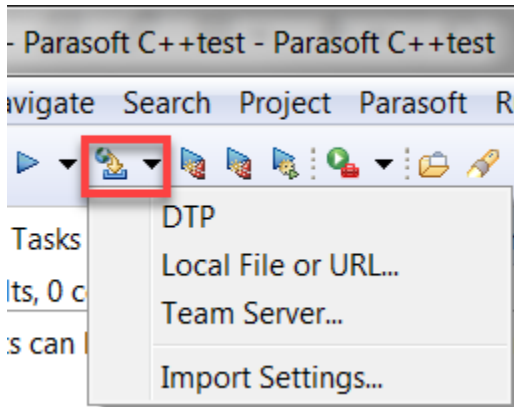 - Parasoft C++test - Parasoft C++test
avigate Search Project Parasoft R
Tasks
lts, 0 c
s can
DTP
Local File or URL...
Team Server...
Import Settings...